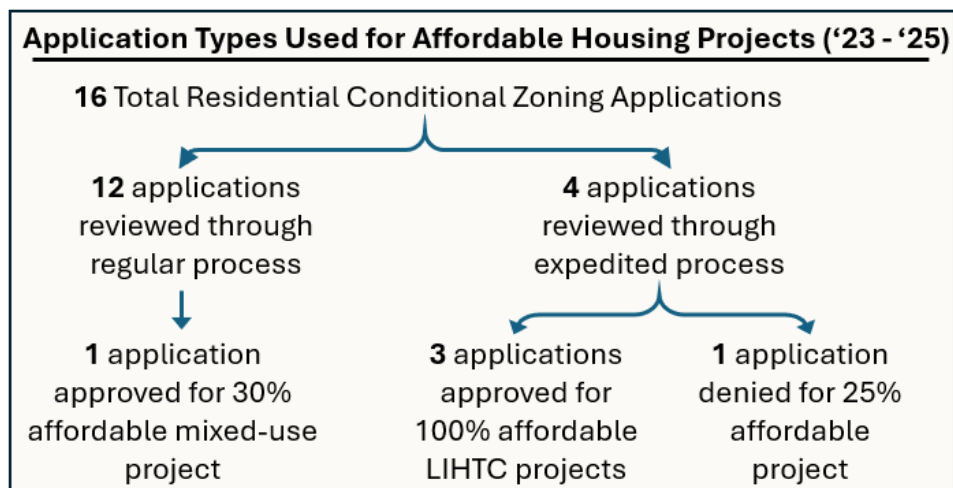 Application Types Used for Affordable Housing Projects (‘23 - ‘25)
16 Total Residential Conditional Zoning Applications
12 applications
reviewed through
regular process
4 applications
reviewed through
expedited process
1 application
approved for 30%
affordable mixed-use
project
3 applications
approved for
100% affordable
LIHTC projects
1 application
denied for 25%
affordable
project